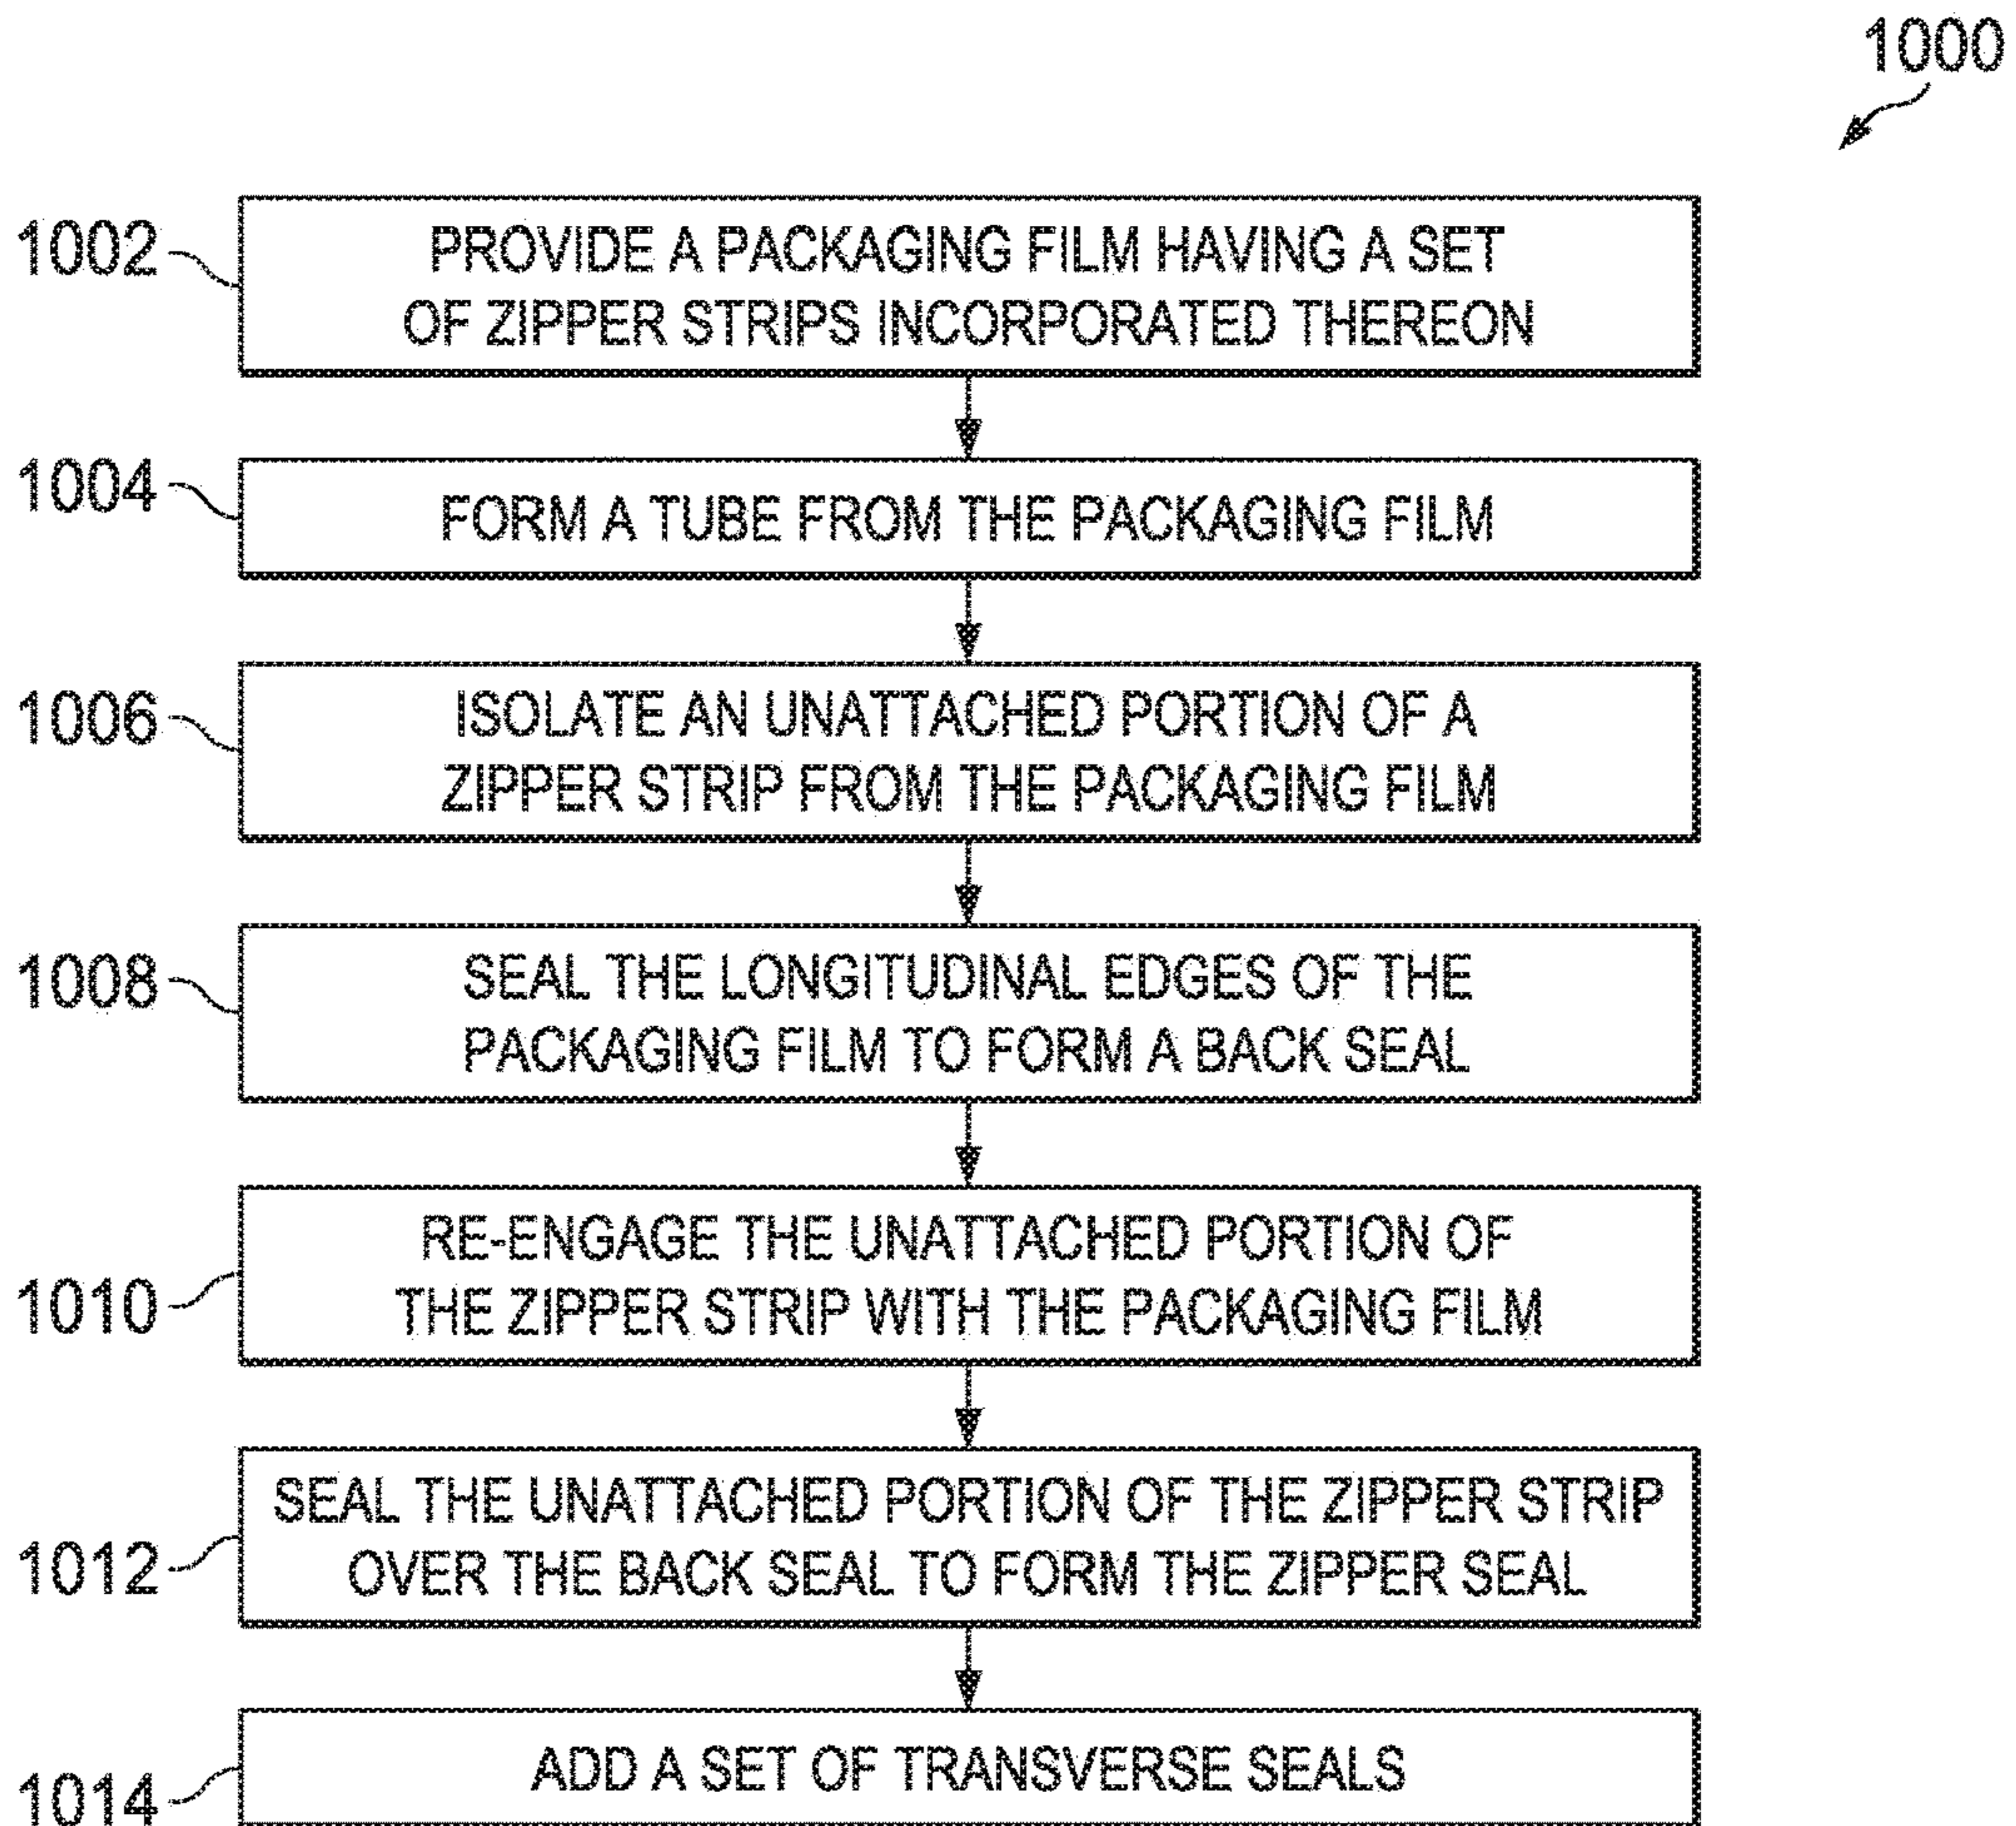 1000
1002
PROVIDE A PACKAGING FILM HAVING A SET
OF ZIPPER STRIPS INCORPORATED THEREON
1004
FORM A TUBE FROM THE PACKAGING FILM
1006
ISOLATE AN UNATTACHED PORTION OF A
ZIPPER STRIP FROM THE PACKAGING FILM
1008
SEAL THE LONGITUDINAL EDGES OF THE
PACKAGING FILM TO FORM A BACK SEAL
1010
RE-ENGAGE THE UNATTACHED PORTION OF
THE ZIPPER STRIP WITH THE PACKAGING FILM
1012
SEAL THE UNATTACHED PORTION OF THE ZIPPER STRIP
OVER THE BACK SEAL TO FORM THE ZIPPER SEAL
1014
ADD A SET OF TRANSVERSE SEALS